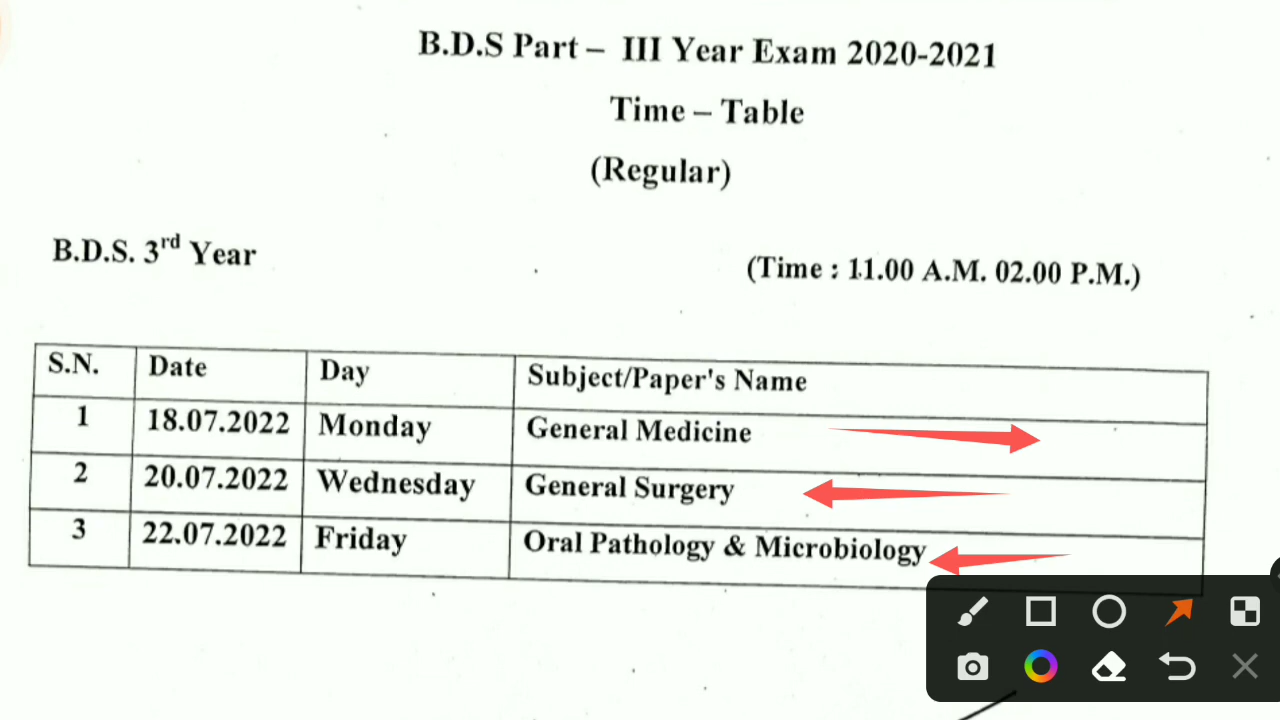 B.D.S Part – III Year Exam 2020-2021
Time – Table
(Regular)
B.D.S. 3rd Year
(Time : 11.00 A.M. 02.00 P.M.)
S.N. Date Day Subject/Paper's Name
1 18.07.2022 Monday General Medicine
2 20.07.2022 Wednesday General Surgery
3 22.07.2022 Friday Oral Pathology & Microbiology